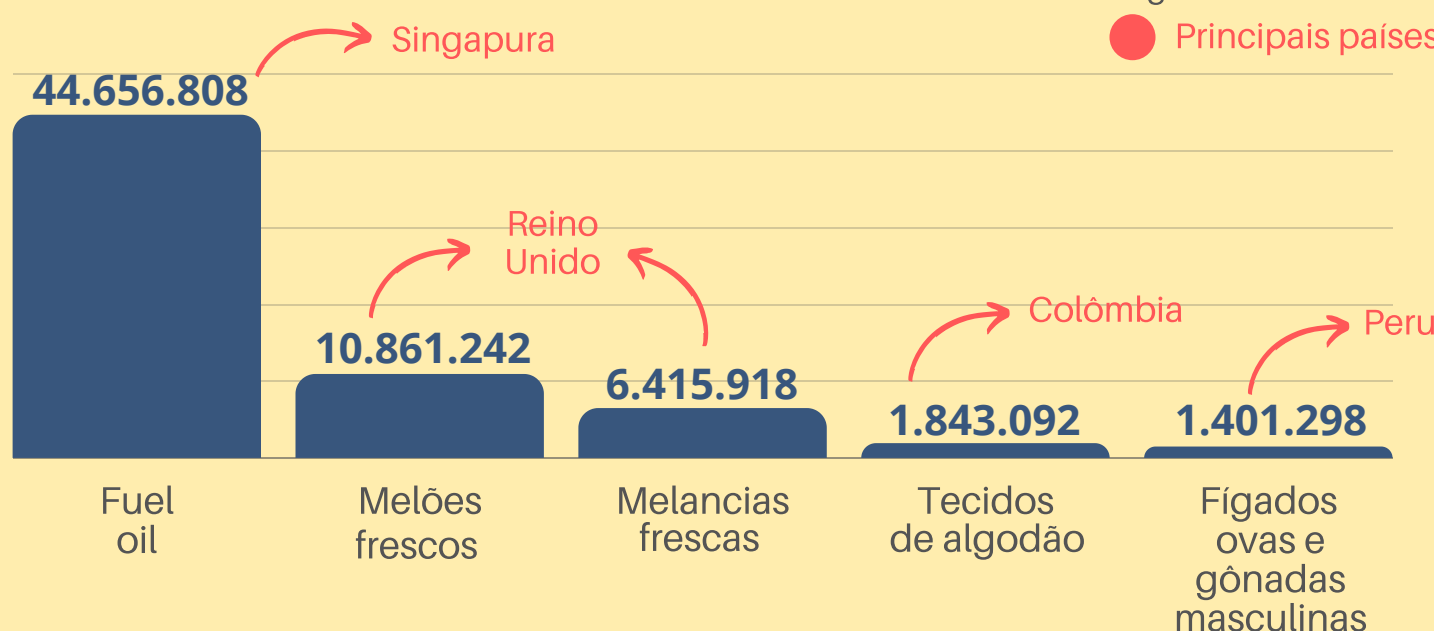 Singapura
Principais países
44.656.808
Reino
Unido
Colômbia
Peru
10.861.242
6.415.918
1.843.092
1.401.298
Fuel
oil
Melões
frescos
Melancias
frescas
Tecidos
de algodão
Fígados
ovas e
gônadas
masculinas